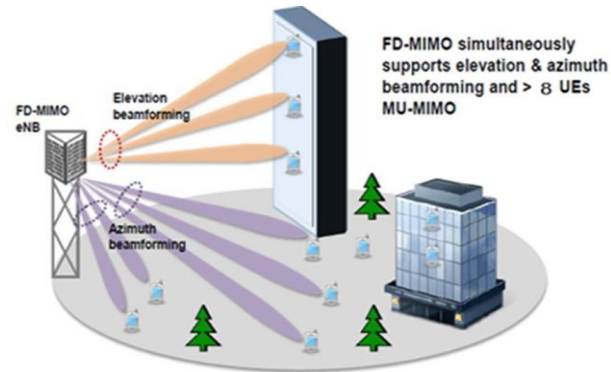 FD-MIMO simultaneously
supports elevation & azimuth
beamforming and > 8 UEs
MU-MIMO
FD-MIMO
eNB
Elevation
beamforming
Azimuth
beamforming